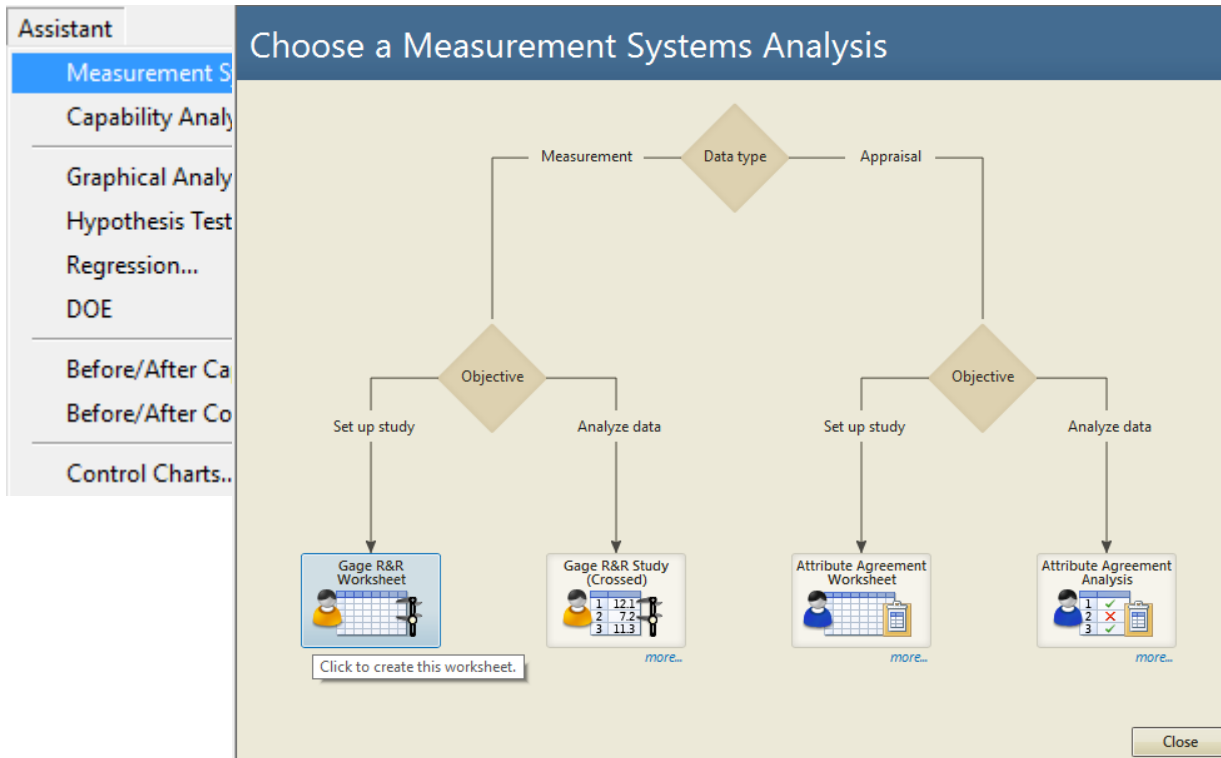 Assistant
Measurement S
Capability Analy
Graphical Analy
Hypothesis Test
Regression...
DOE
Before/After Ca
Before/After Co
Control Charts..
Choose a Measurement Systems Analysis
Data type
Measurement
Appraisal
Objective
Set up study
Analyze data
Objective
Set up study
Analyze data
Gage R&R
Worksheet
Click to create this worksheet.
Gage R&R Study
(Crossed)
1 12.1
2 7.2
3 11.3
more...
Attribute Agreement
Worksheet
more...
Attribute Agreement
Analysis
1
2
3
more...
Close